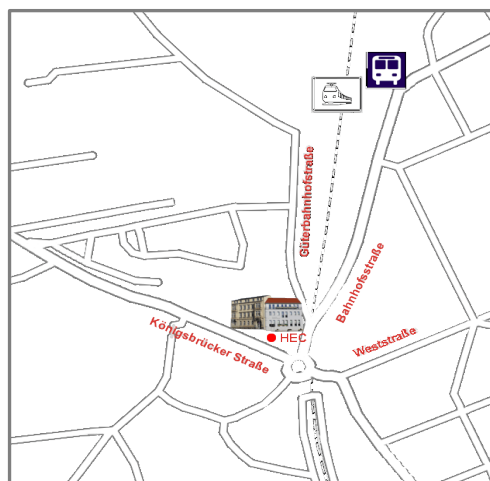 Güterbahnhofstraße
Bahnhofsstraße
Weststraße
Königsbrücker Straße
HEC